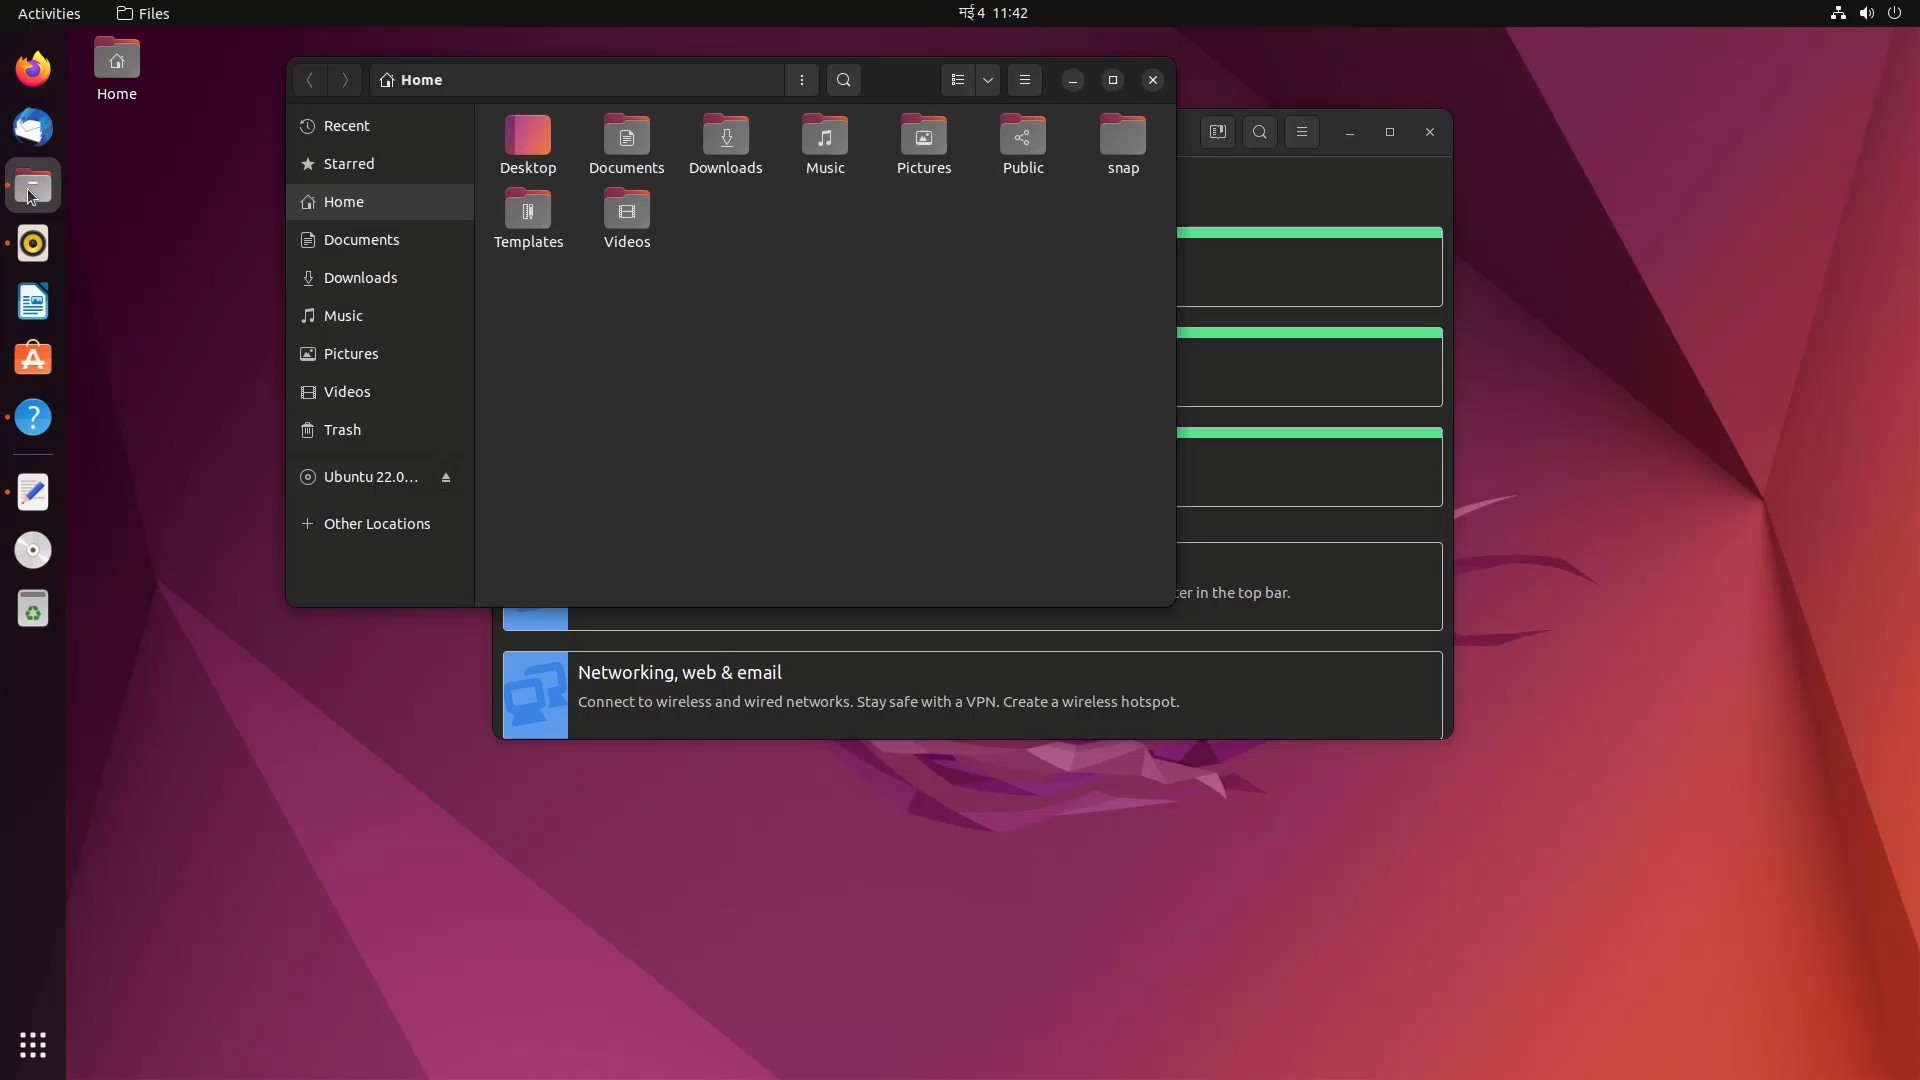 Activities
Files
मई 4 11:42
Home
Home
Recent
Starred
Home
Documents
Downloads
Music
Pictures
Videos
Trash
Ubuntu 22.0...
Other Locations
Desktop
Documents
Downloads
Music
Pictures
Public
snap
Templates
Videos
ter in the top bar.
Networking, web & email
Connect to wireless and wired networks. Stay safe with a VPN. Create a wireless hotspot.